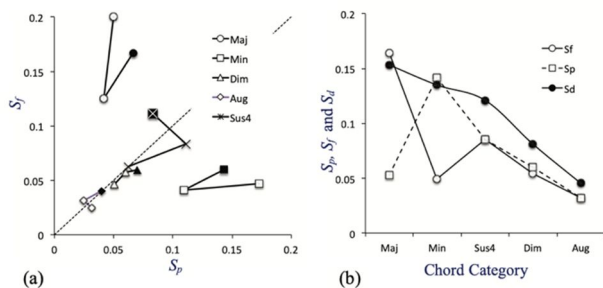 0.2
0.15
0.1
0.05
0
0 0.05 0.1 0.15 0.2
Sf
Sp
Maj
Min
Dim
Aug
Sus4
(a)
0.2
0.15
0.1
0.05
0
Sp, Sf and Sd
Sf
Sp
Sd
Maj Min Sus4 Dim Aug
Chord Category
(b)